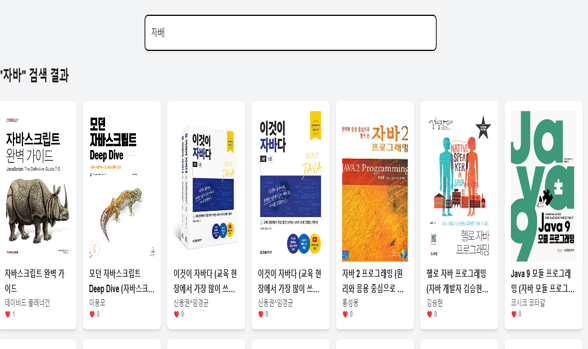 자바
"자바" 검색 결과
자바스크립트
완벽 가이드
JavaScript: The Definitive Guide 7/E
모던
자바스크립트
Deep Dive
이것이
자바다
JAVA
이것이
자바다
JAVA
자바 2
프로그래밍
JAVA2 Programming
NATIVE
SPEAKER
헬로 자바
프로그래밍
Java
9
Java 9
모듈 프로그래밍
자바스크립트 완벽 가
이드
데이비드 플래너건
1
모던 자바스크립트
Deep Dive (자바스크...
이웅모
0
이것이 자바다 (교육 현
장에서 가장 많이 쓰...
신용권*임경균
0
이것이 자바다 (교육 현
장에서 가장 많이 쓰...
신용권*임경균
0
자바 2 프로그래밍 (원
리와 응용 중심으로 ...
홍성용
0
헬로 자바 프로그래밍
(자바 개발자 김승현...
김승현
0
Java 9 모듈 프로그래
밍 (자바 모듈 프로그...
코시크 코타갈
0